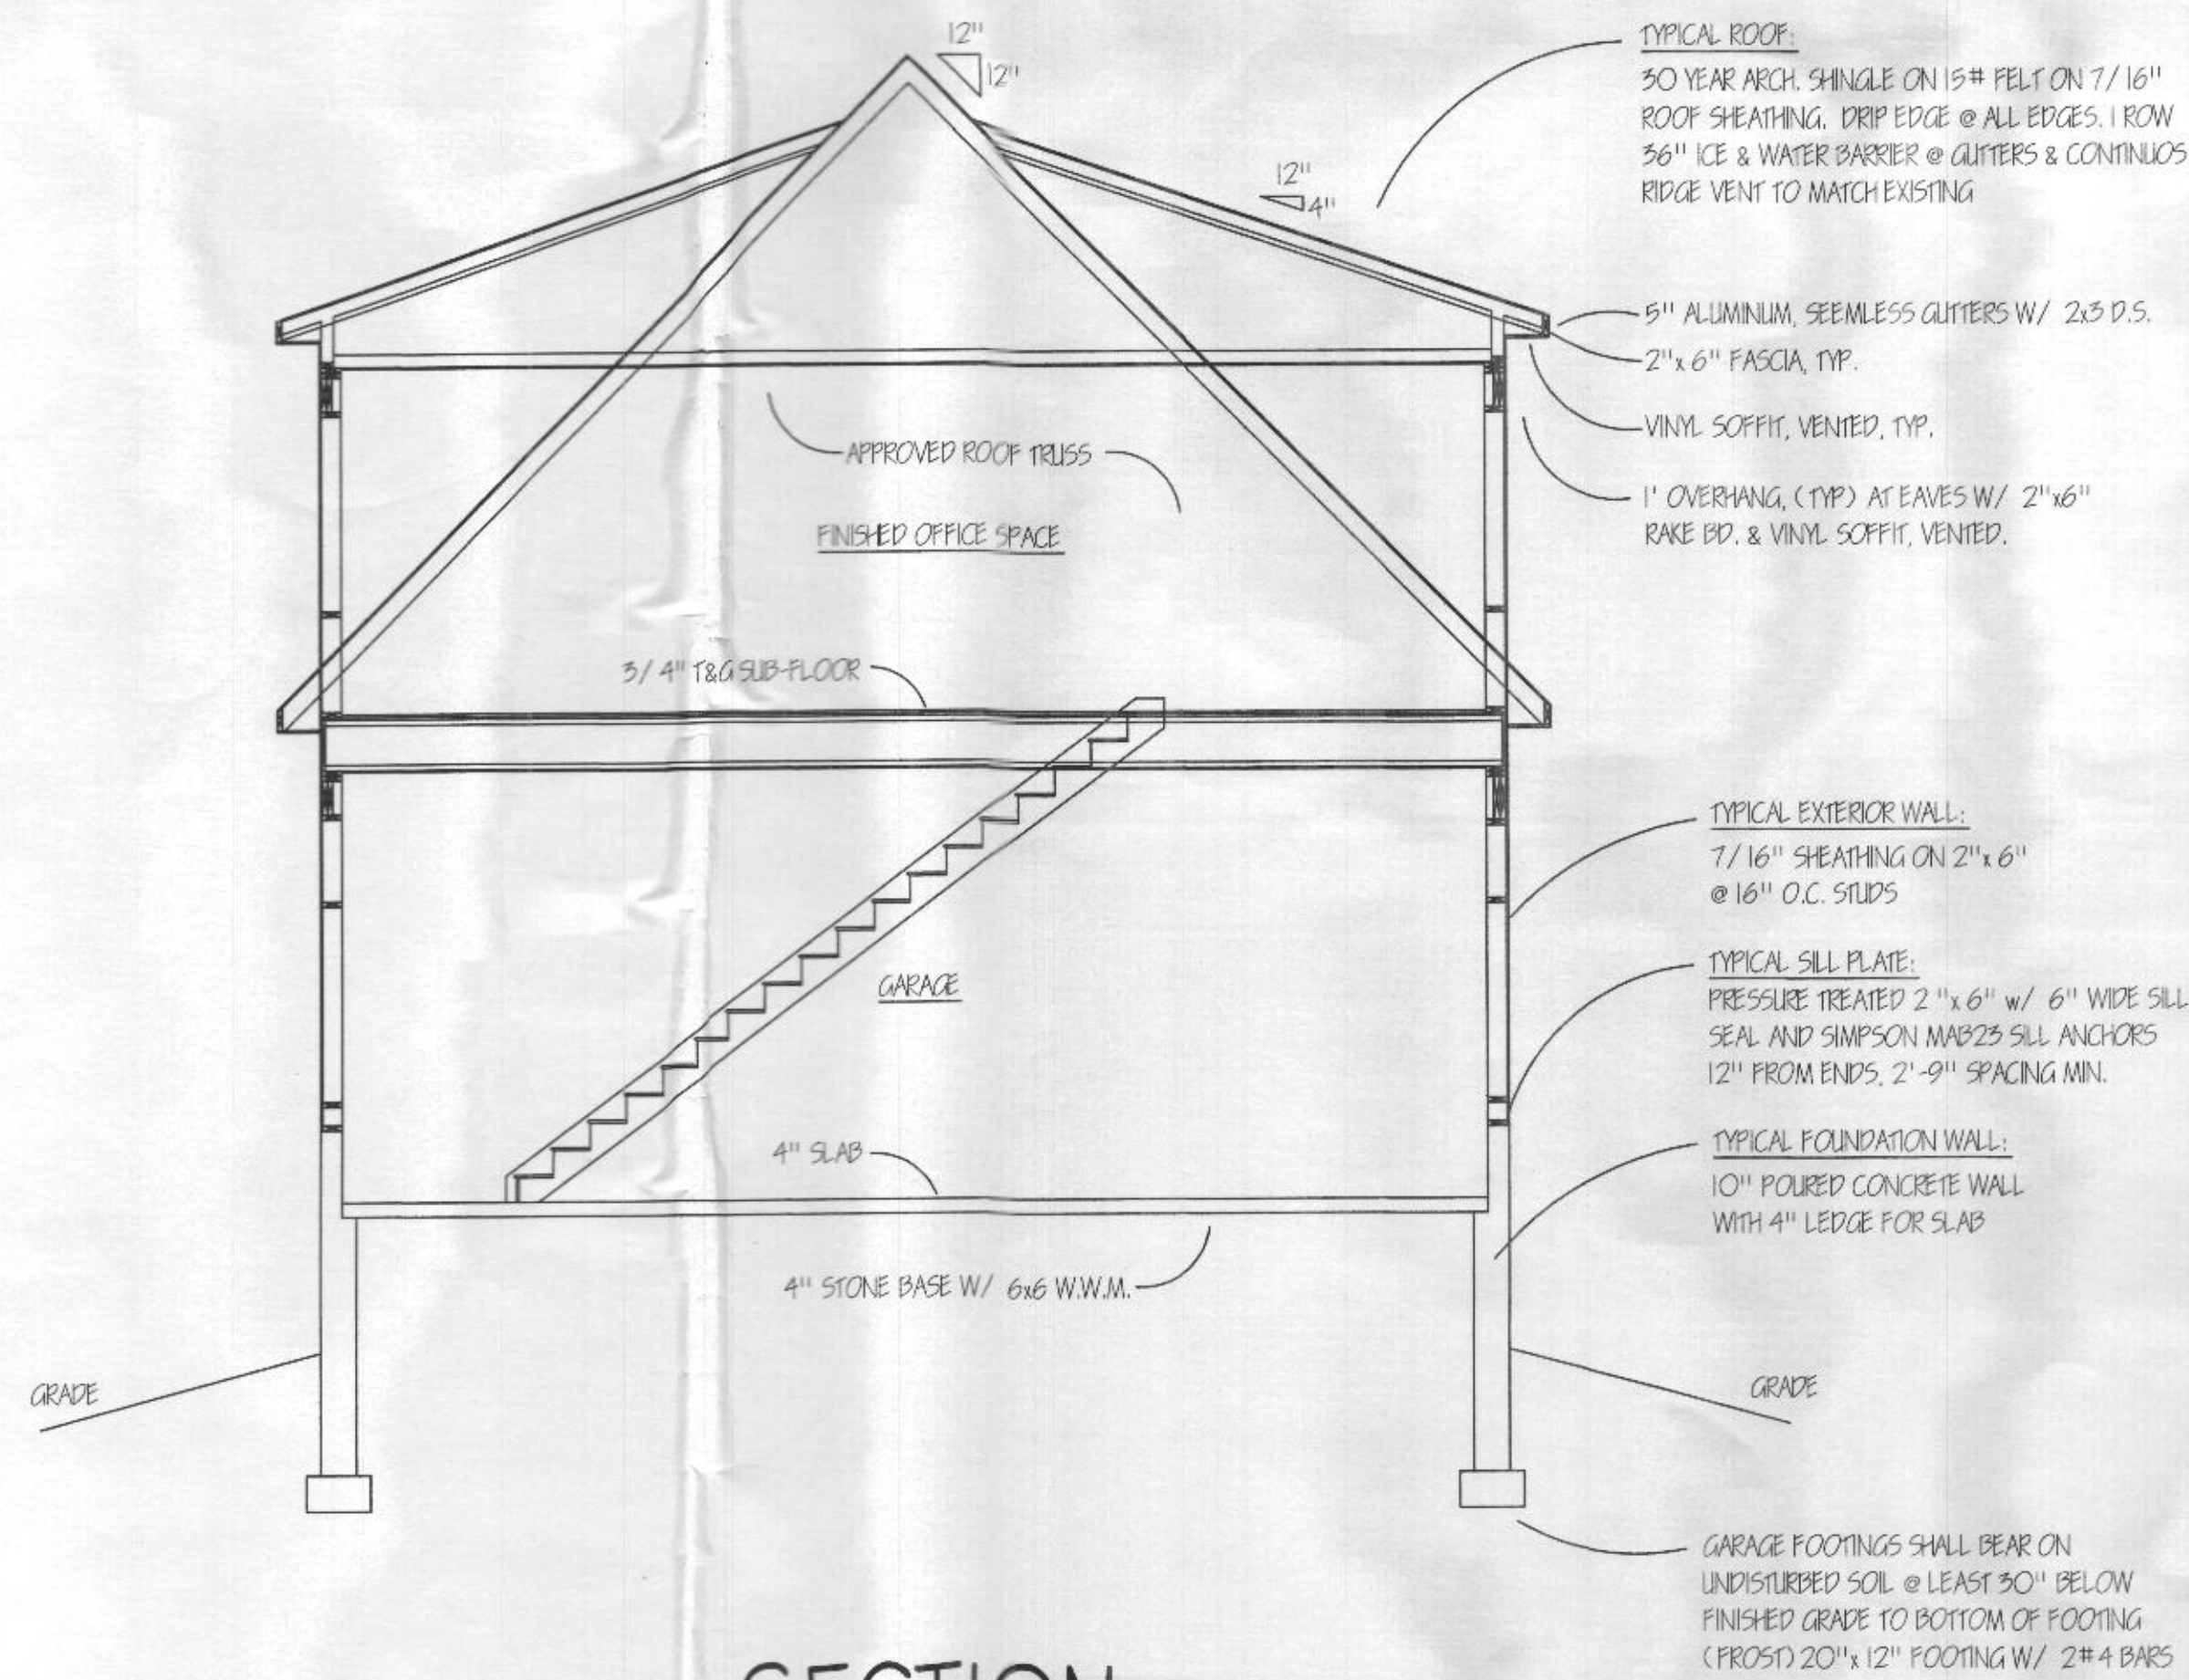 12"
12"
12"
4"
TYPICAL ROOF:
30 YEAR ARCH. SHINGLE ON 15# FELT ON 7/16"
ROOF SHEATHING. DRIP EDGE @ ALL EDGES. 1 ROW
36" ICE & WATER BARRIER @ GUTTERS & CONTINUOS
RIDGE VENT TO MATCH EXISTING
5" ALUMINUM, SEEMLESS GUTTERS W/ 2x3 D.S.
2"x 6" FASCIA, TYP.
VINYL SOFFIT, VENTED, TYP.
1' OVERHANG, (TYP) AT EAVES W/ 2"x6"
RAKE BD. & VINYL SOFFIT, VENTED.
APPROVED ROOF TRUSS
FINISHED OFFICE SPACE
3/4" T&G SUB-FLOOR
TYPICAL EXTERIOR WALL:
7/16" SHEATHING ON 2"x 6"
@ 16" O.C. STUDS
TYPICAL SILL PLATE:
PRESSURE TREATED 2 "x 6" w/ 6" WIDE SILL
SEAL AND SIMPSON MAB23 SILL ANCHORS
12" FROM ENDS, 2'-9" SPACING MIN.
GARAGE
4" SLAB
TYPICAL FOUNDATION WALL:
10" POURED CONCRETE WALL
WITH 4" LEDGE FOR SLAB
4" STONE BASE W/ 6x6 W.W.M.
GRADE
GRADE
GARAGE FOOTINGS SHALL BEAR ON
UNDISTURBED SOIL @ LEAST 30" BELOW
FINISHED GRADE TO BOTTOM OF FOOTING
(FROST) 20"x 12" FOOTING W/ 2#4 BARS
SECTION